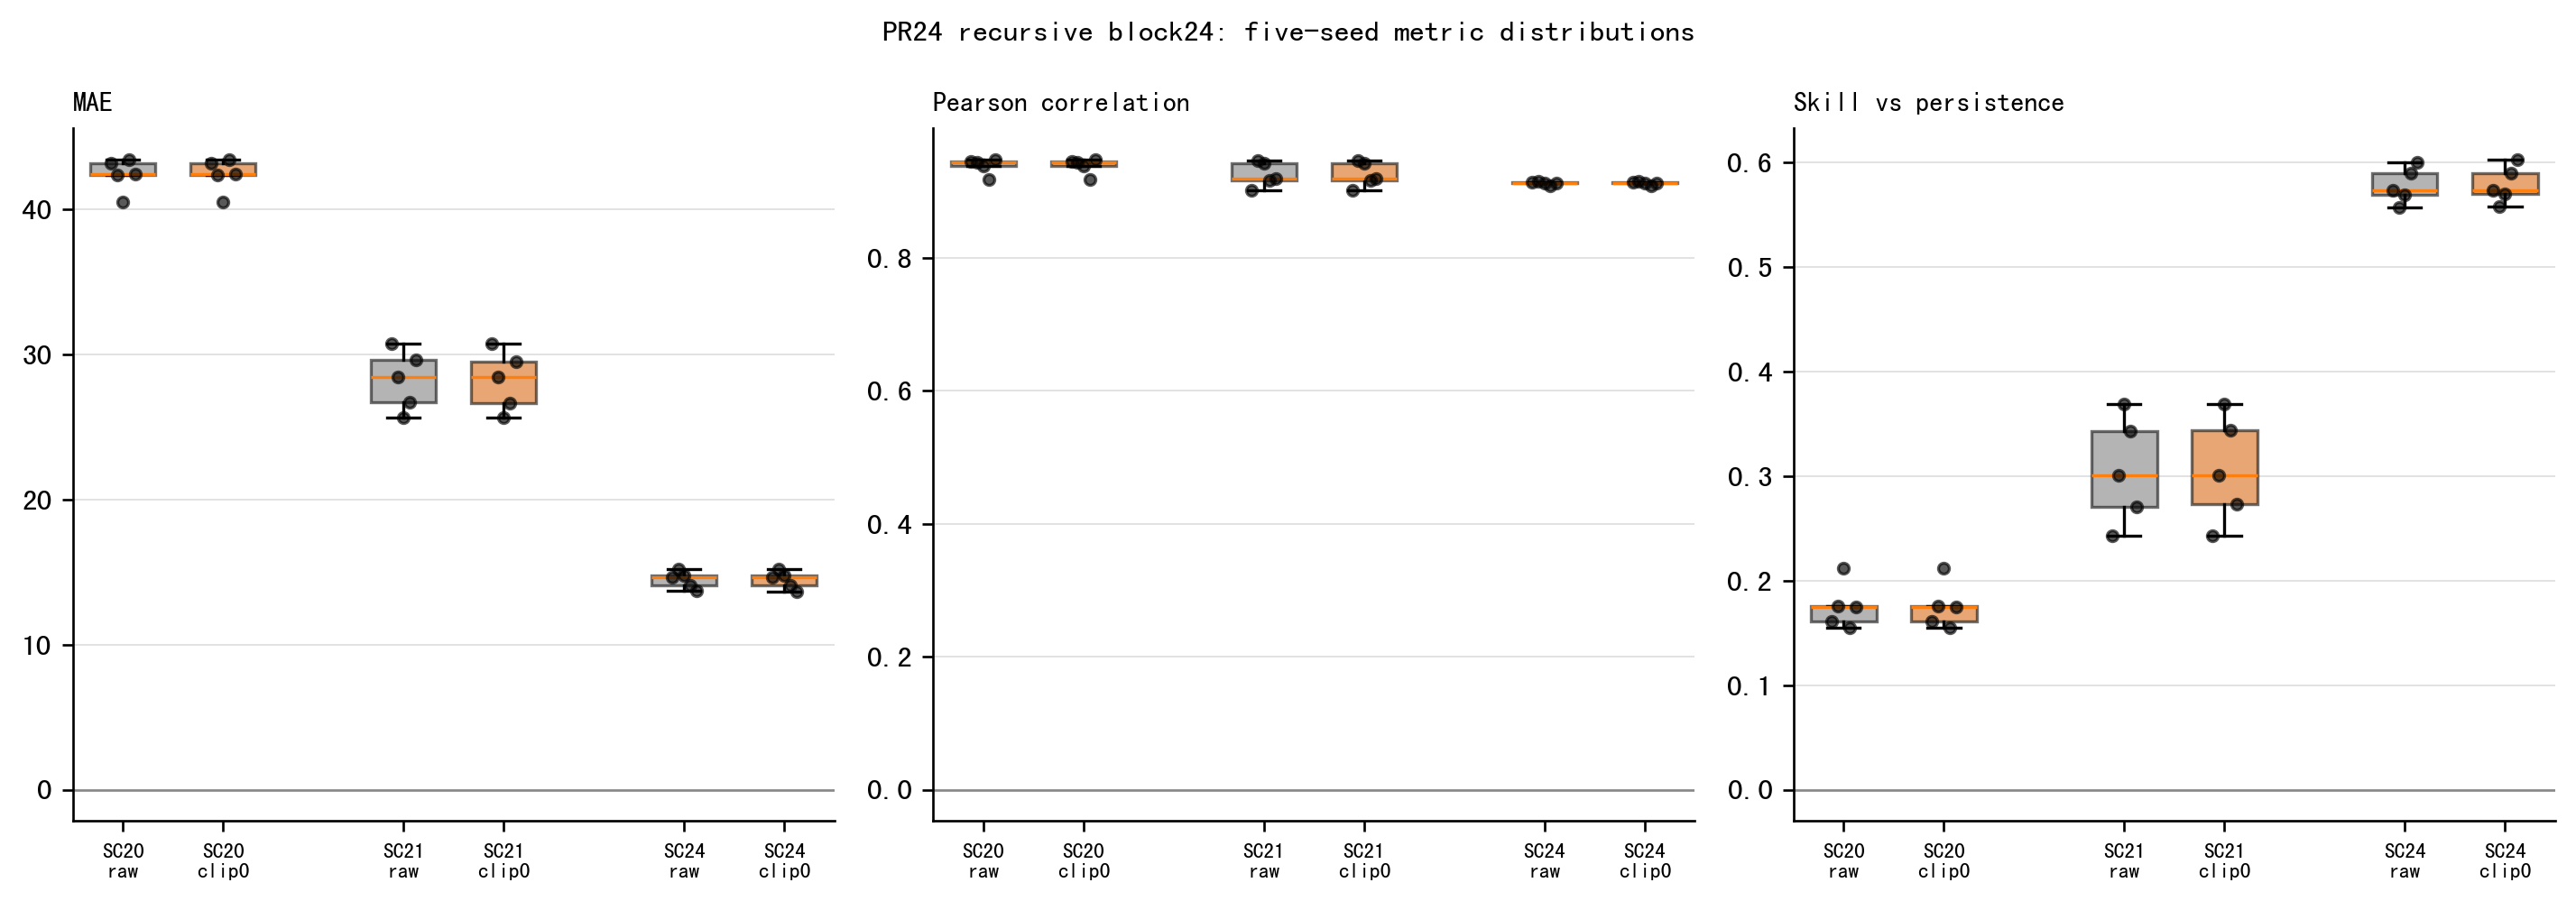 PR24 recursive block24: five-seed metric distributions
MAE
40
30
20
10
0
SC20
raw
SC20
clip0
SC21
raw
SC21
clip0
SC24
raw
SC24
clip0
Pearson correlation
0.8
0.6
0.4
0.2
0.0
SC20
raw
SC20
clip0
SC21
raw
SC21
clip0
SC24
raw
SC24
clip0
Skill vs persistence
0.6
0.5
0.4
0.3
0.2
0.1
0.0
SC20
raw
SC20
clip0
SC21
raw
SC21
clip0
SC24
raw
SC24
clip0